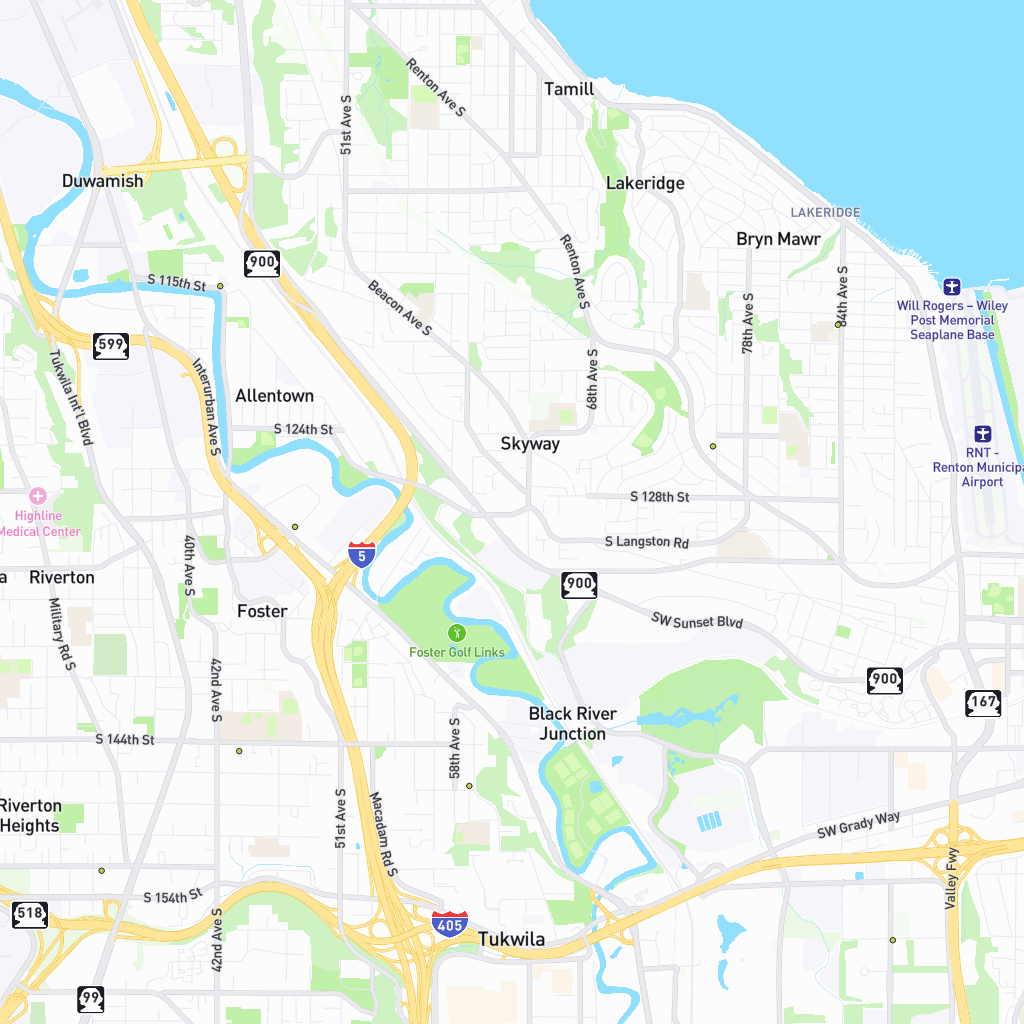 Tamill
Renton Ave S
51st Ave S
Duwamish
Lakeridge
LAKERIDGE
Bryn Mawr
900
S 115th St
Renton Ave S
84th Ave S
Will Rogers – Wiley
Post Memorial
Seaplane Base
Beacon Ave S
78th Ave S
599
Tukwila Int'l Blvd
Interurban Ave S
68th Ave S
Allentown
S 124th St
Skyway
RNT -
Renton Municipa
Airport
S 128th St
Highline
Medical Center
S Langston Rd
5
40th Ave S
a
Riverton
900
Foster
SW Sunset Blvd
Military Rd S
Foster Golf Links
42nd Ave S
900
167
Black River
Junction
S 144th St
58th Ave S
Riverton
Heights
51st Ave S
Macadam Rd S
SW Grady Way
Valley Fwy
S 154th St
518
42nd Ave S
405
Tukwila
99